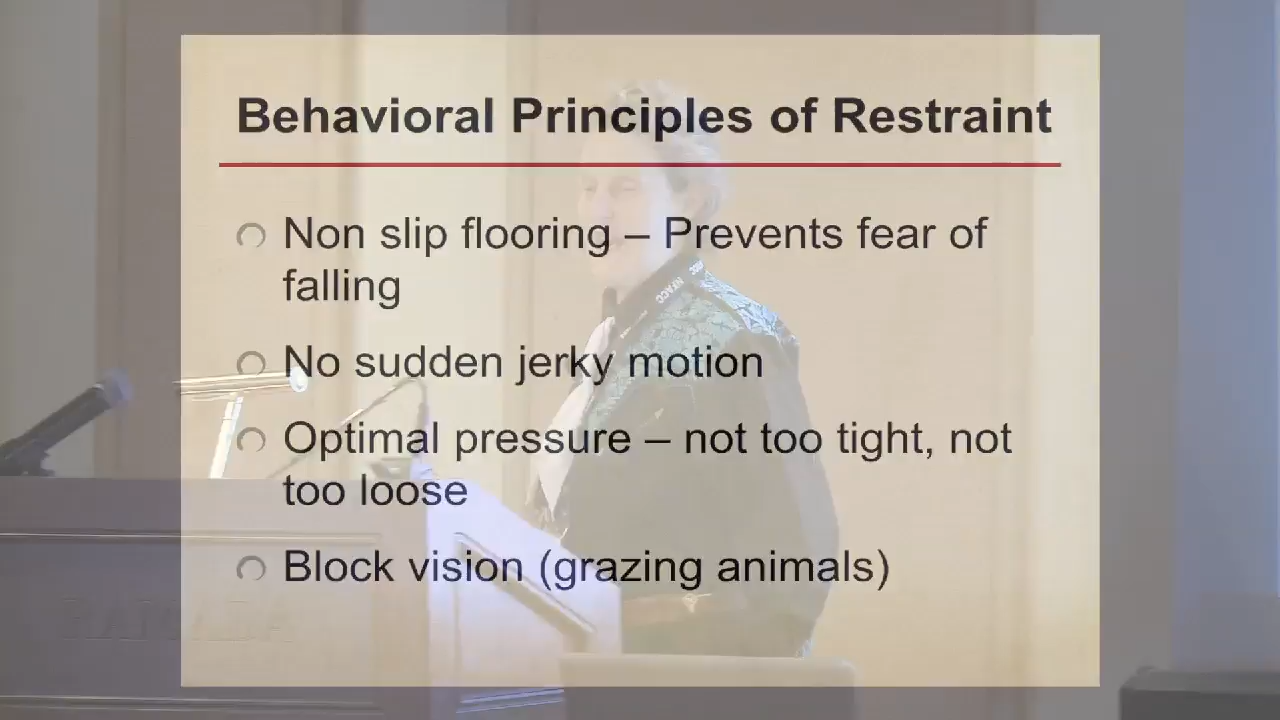 Behavioral Principles of Restraint
Non slip flooring – Prevents fear of
falling
No sudden jerky motion
Optimal pressure – not too tight, not
too loose
Block vision (grazing animals)
NFACC